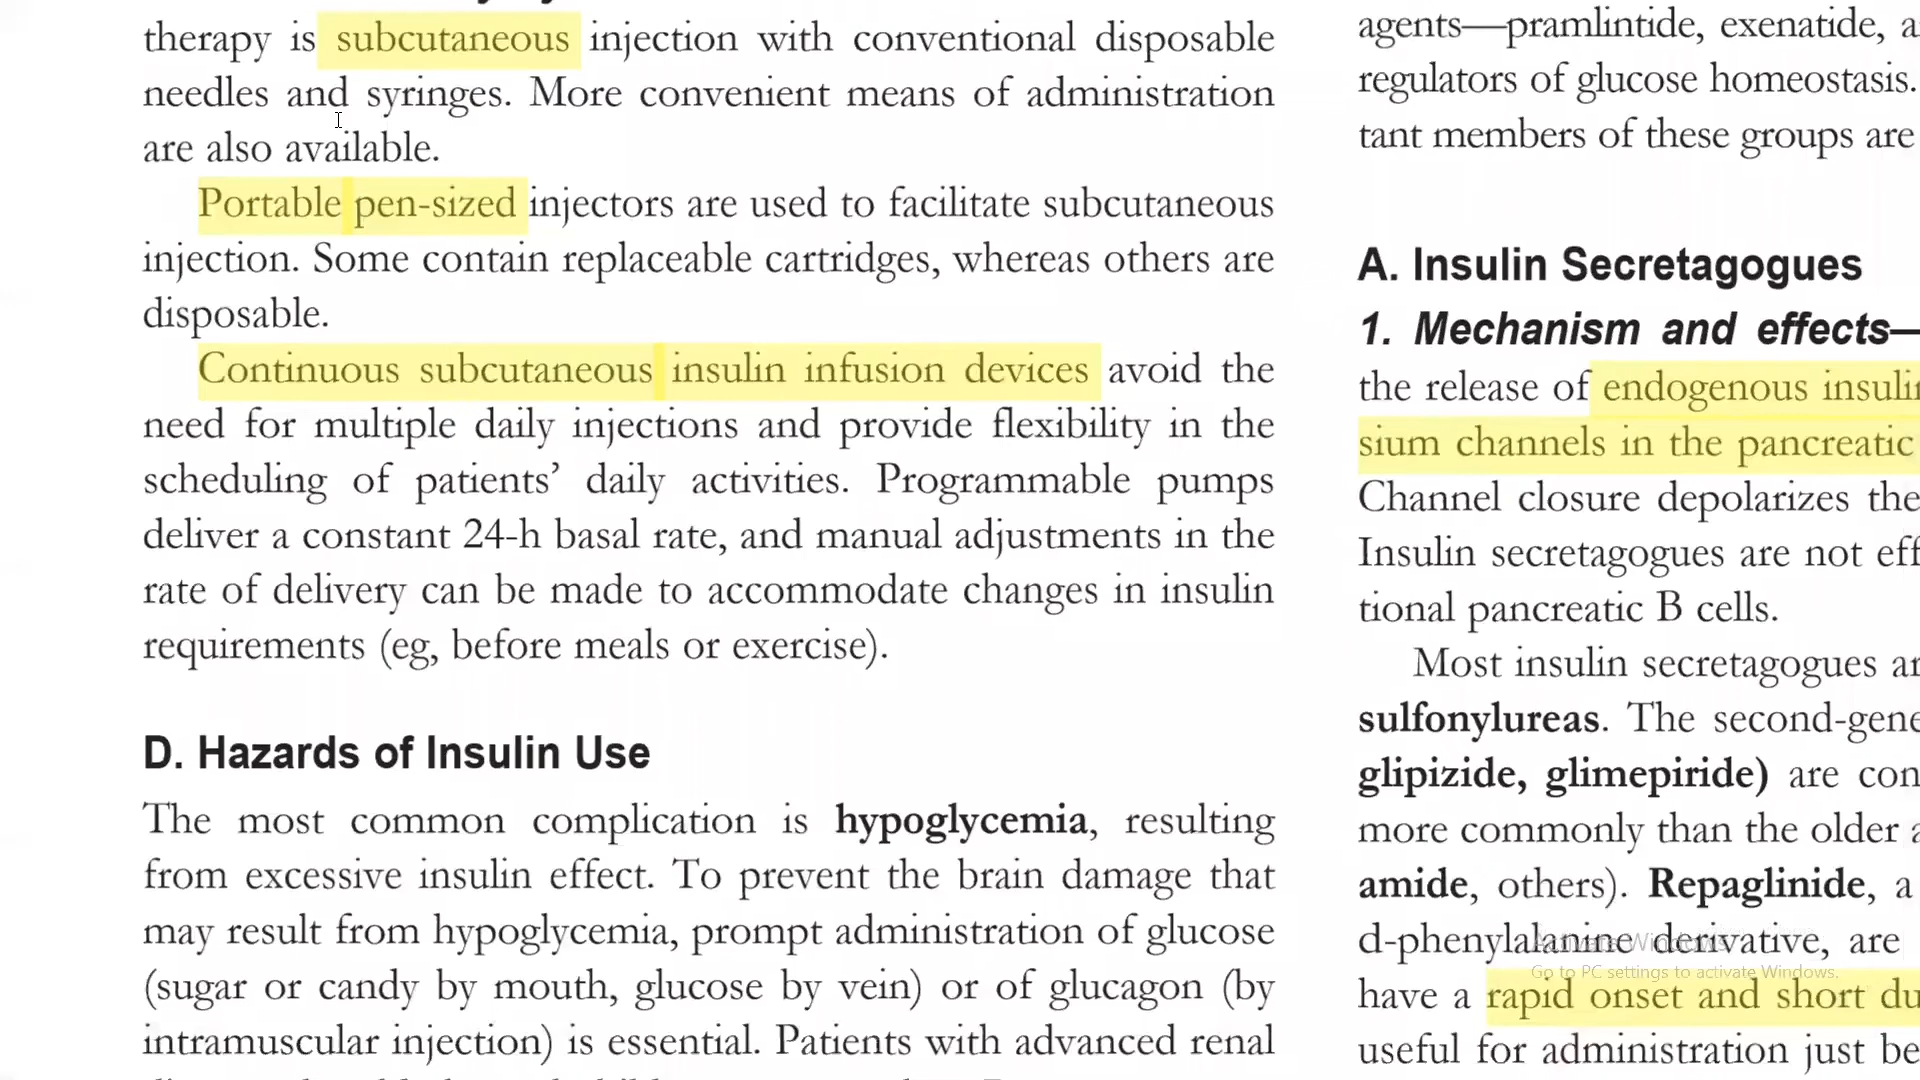 therapy is subcutaneous injection with conventional disposable
needles and syringes. More convenient means of administration
are also available.
Portable pen-sized injectors are used to facilitate subcutaneous
injection. Some contain replaceable cartridges, whereas others are
disposable.
Continuous subcutaneous insulin infusion devices avoid the
need for multiple daily injections and provide flexibility in the
scheduling of patients’ daily activities. Programmable pumps
deliver a constant 24-h basal rate, and manual adjustments in the
rate of delivery can be made to accommodate changes in insulin
requirements (eg, before meals or exercise).
D. Hazards of Insulin Use
The most common complication is hypoglycemia, resulting
from excessive insulin effect. To prevent the brain damage that
may result from hypoglycemia, prompt administration of glucose
(sugar or candy by mouth, glucose by vein) or of glucagon (by
intramuscular injection) is essential. Patients with advanced renal
agents—pramlintide, exenatide,
regulators of glucose homeostasis.
tant members of these groups are
A. Insulin Secretagogues
1. Mechanism and effects—
the release of endogenous
sium channels in the pancreatic
Channel closure depolarizes the
Insulin secretagogues are not
tional pancreatic B cells.
Most insulin secretagogues
sulfonylureas. The
glipizide, glimepiride) are
more commonly than the older
amide, others). Repaglinide, a
d-phenylalanine derivative, are
have a rapid onset and short
useful for administration just
Activate Windows
Go to PC settings to activate Windows.